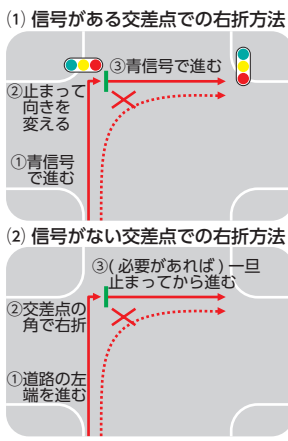 (1) 信号がある交差点での右折方法
③青信号で進む
②止まって
向きを
変える
①青信号
で進む
(2) 信号がない交差点での右折方法
③( 必要があれば ) 一旦
止まってから進む
②交差点の
角で右折
①道路の左
端を進む